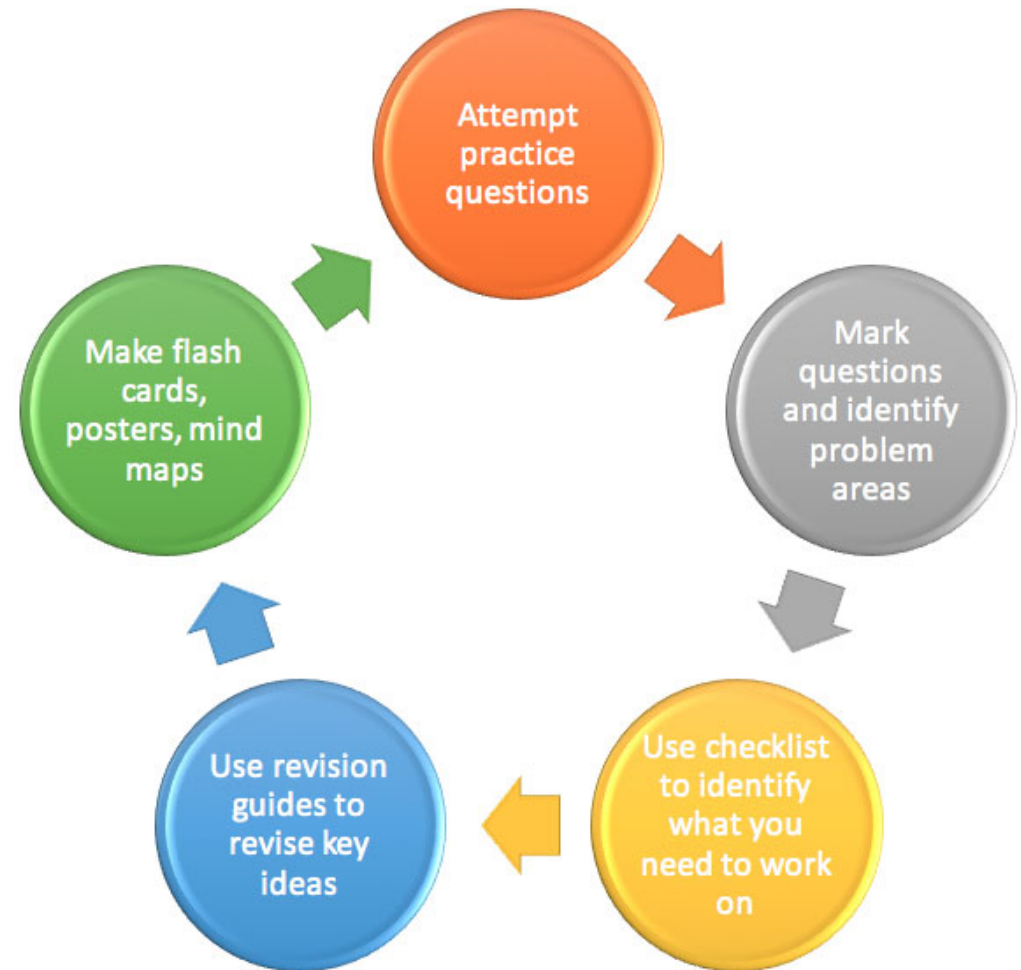 Attempt
practice
questions
Mark
questions
and identify
problem
areas
Use checklist
to identify
what you
need to work
on
Use revision
guides to
revise key
ideas
Make flash
cards,
posters, mind
maps